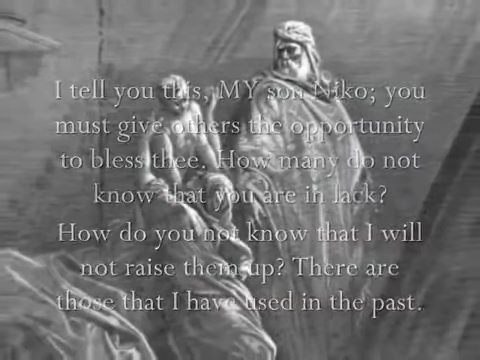 I tell you this, MY son Niko; you
must give others the opportunity
to bless thee. How many do not
know that you are in lack?
How do you not know that I will
not raise them up? There are
those that I have used in the past.